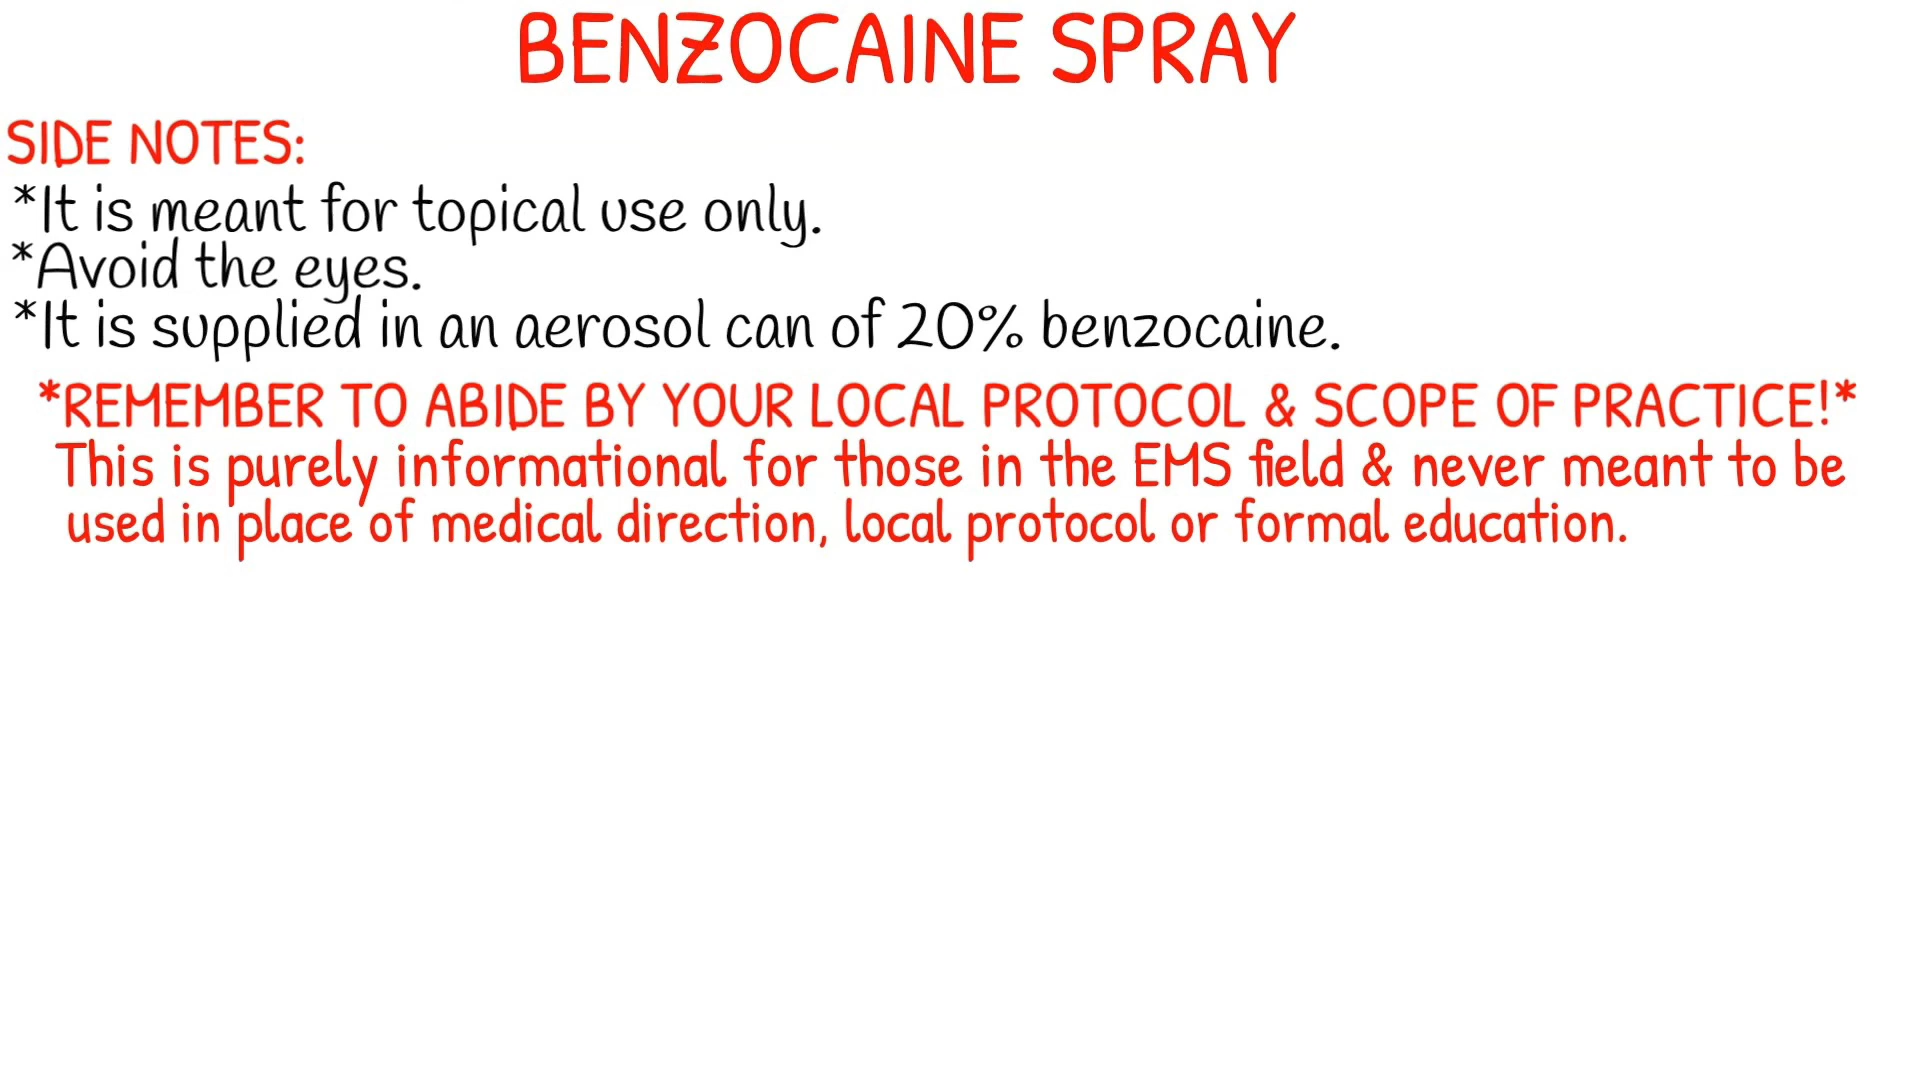 BENZOCAINE SPRAY
SIDE NOTES:
*It is meant for topical use only.
*Avoid the eyes.
*It is supplied in an aerosol can of 20% benzocaine.
*REMEMBER TO ABIDE BY YOUR LOCAL PROTOCOL & SCOPE OF PRACTICE!*
This is purely informational for those in the EMS field & never meant to be
used in place of medical direction, local protocol or formal education.